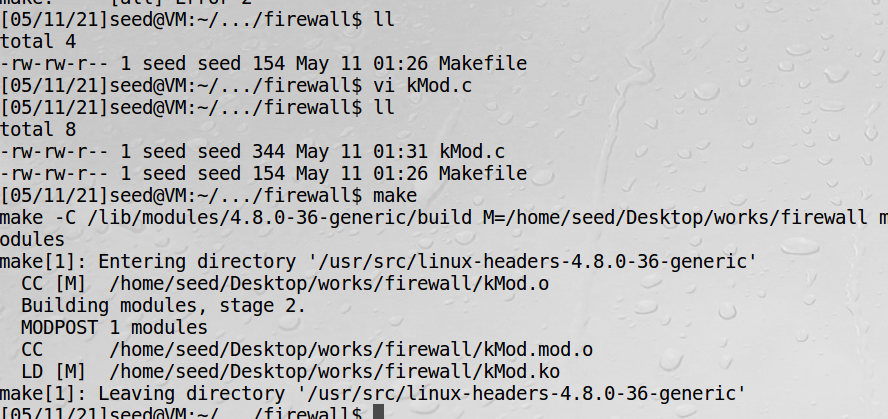 make: *** [all] Error 2
[05/11/21]seed@VM:~/.../firewall$ ll
total 4
-rw-rw-r-- 1 seed seed 154 May 11 01:26 Makefile
[05/11/21]seed@VM:~/.../firewall$ vi kMod.c
[05/11/21]seed@VM:~/.../firewall$ ll
total 8
-rw-rw-r-- 1 seed seed 344 May 11 01:31 kMod.c
-rw-rw-r-- 1 seed seed 154 May 11 01:26 Makefile
[05/11/21]seed@VM:~/.../firewall$ make
make -C /lib/modules/4.8.0-36-generic/build M=/home/seed/Desktop/works/firewall m
odules
make[1]: Entering directory '/usr/src/linux-headers-4.8.0-36-generic'
  CC [M]  /home/seed/Desktop/works/firewall/kMod.o
  Building modules, stage 2.
  MODPOST 1 modules
  CC      /home/seed/Desktop/works/firewall/kMod.mod.o
  LD [M]  /home/seed/Desktop/works/firewall/kMod.ko
make[1]: Leaving directory '/usr/src/linux-headers-4.8.0-36-generic'
[05/11/21]seed@VM:~/.../firewall$